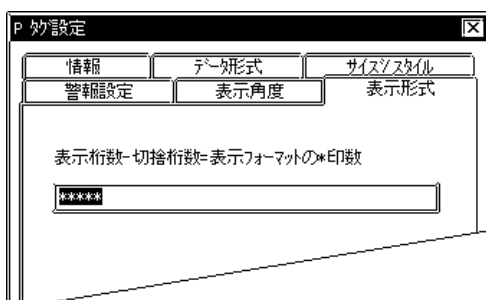 P ﾀｸﾞ設定
情報 ﾃﾞｰﾀ形式 ｻｲｽﾞ/ｽﾀｲﾙ
警報設定 表示角度 表示形式
表示桁数-切捨桁数=表示ﾌｫｰﾏｯﾄの*印数
*****